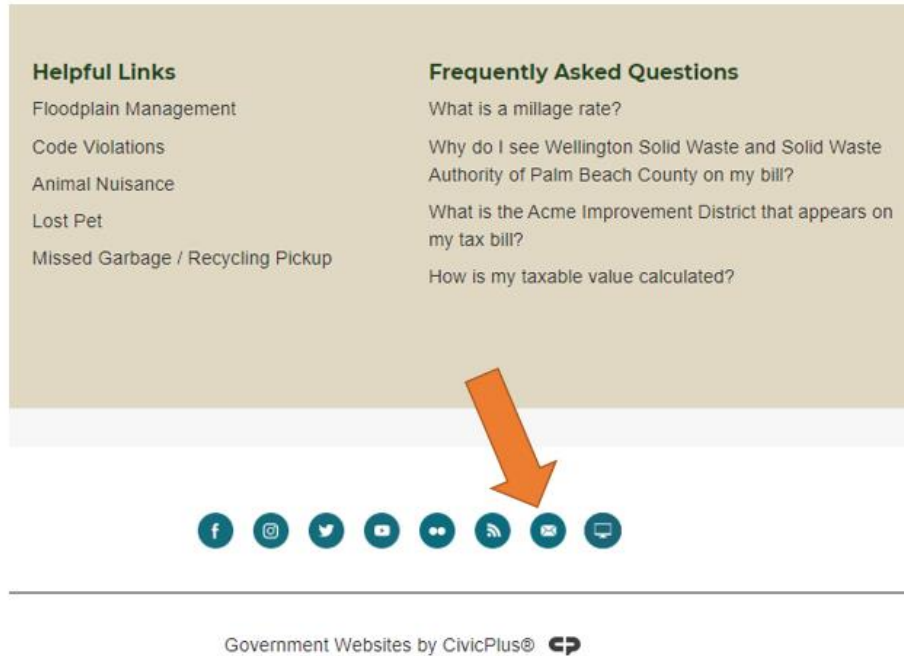 Helpful Links
Floodplain Management
Code Violations
Animal Nuisance
Lost Pet
Missed Garbage / Recycling Pickup
Frequently Asked Questions
What is a millage rate?
Why do I see Wellington Solid Waste and Solid Waste
Authority of Palm Beach County on my bill?
What is the Acme Improvement District that appears on
my tax bill?
How is my taxable value calculated?
Government Websites by CivicPlus®